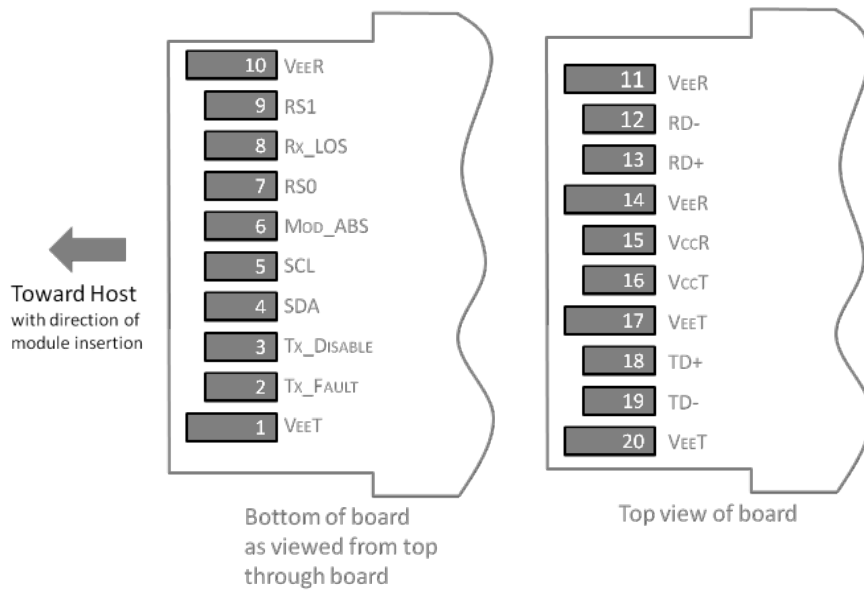 10 VEER
9 RS1
8 Rx_LOS
7 RS0
6 MOD_ABS
5 SCL
4 SDA
3 TX_DISABLE
2 TX_FAULT
1 VEET
Toward Host
with direction of
module insertion
Bottom of board
as viewed from top
through board
11 VEER
12 RD-
13 RD+
14 VEER
15 VCCR
16 VCCT
17 VEET
18 TD+
19 TD-
20 VEET
Top view of board